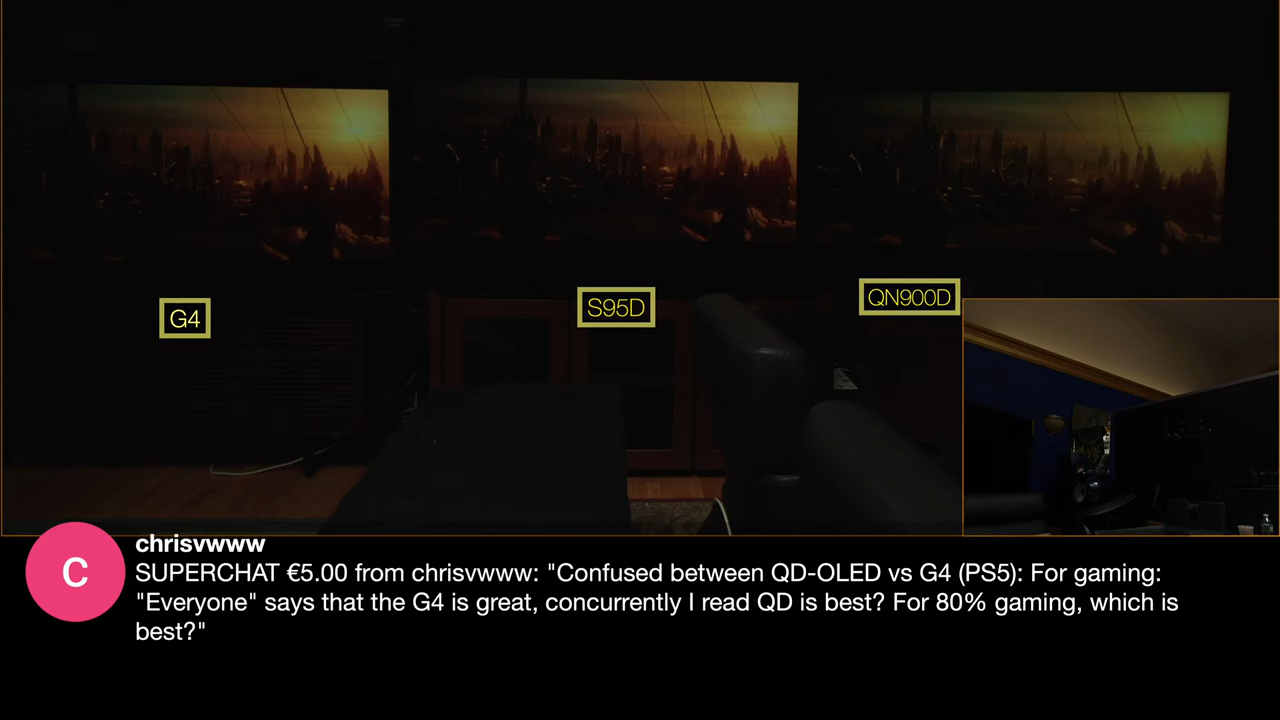 G4
S95D
QN900D
C
chrisvwww
SUPERCHAT €5.00 from chrisvwww: "Confused between QD-OLED vs G4 (PS5): For gaming:
"Everyone" says that the G4 is great, concurrently I read QD is best? For 80% gaming, which is
best?"